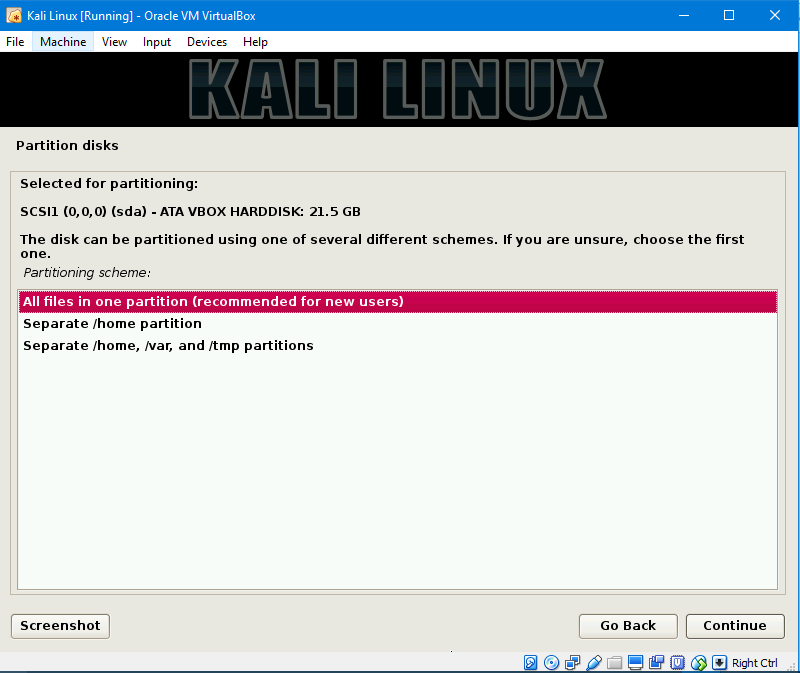 Kali Linux [Running] - Oracle VM VirtualBox
File Machine View Input Devices Help
KALI LINUX
Partition disks
Selected for partitioning:
SCSI1 (0,0,0) (sda) - ATA VBOX HARDDISK: 21.5 GB
The disk can be partitioned using one of several different schemes. If you are unsure, choose the first
one.
Partitioning scheme:
All files in one partition (recommended for new users)
Separate /home partition
Separate /home, /var, and /tmp partitions
Screenshot Go Back Continue
Right Ctrl